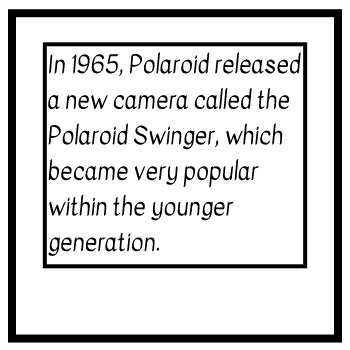 In 1965, Polaroid released
a new camera called the
Polaroid Swinger, which
became very popular
within the younger
generation.